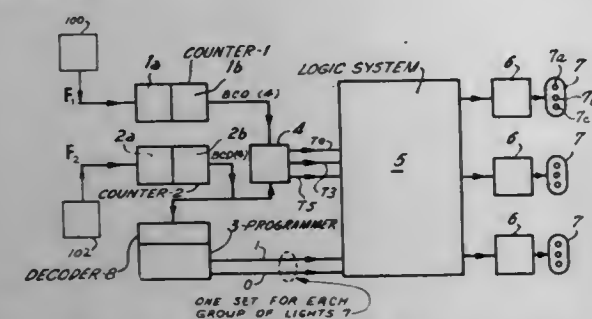 100
COUNTER-1
1a
1b
F1
BCO (4)
LOGIC SYSTEM
6
7a
7
7c
4
T0
T3
T5
5
2a
2b
F2
BCD(4)
COUNTER-2
6
7
102
3-PROGRAMMER
DECODER-8
1
0
6
7
ONE SET FOR EACH
GROUP OF LIGHTS 7